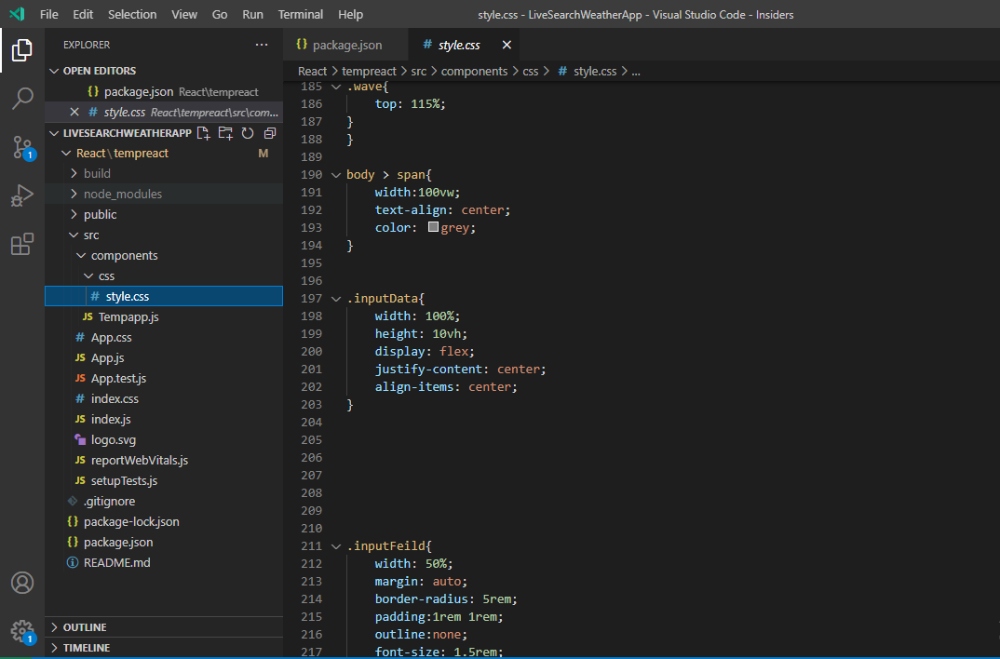 File Edit Selection View Go Run Terminal Help style.css - LiveSearchWeatherApp - Visual Studio Code - Insiders
EXPLORER ···
OPEN EDITORS
{} package.json React\tempreact
# style.css React\tempreact\src\com...
LIVESEARCHWEATHERAPP
React\tempreact M
build
node_modules
public
src
components
css
# style.css
JS Tempapp.js
# App.css
JS App.js
JS App.test.js
# index.css
JS index.js
logo.svg
JS reportWebVitals.js
JS setupTests.js
.gitignore
{} package-lock.json
{} package.json
README.md
OUTLINE
TIMELINE
1
1
{} package.json # style.css
React > tempreact > src > components > css > # style.css > ...
185 .wave{
186 top: 115%;
187 }
188 }
189
190 body > span{
191 width:100vw;
192 text-align: center;
193 color: grey;
194 }
195
196
197 .inputData{
198 width: 100%;
199 height: 10vh;
200 display: flex;
201 justify-content: center;
202 align-items: center;
203 }
204
205
206
207
208
209
210
211 .inputFeild{
212 width: 50%;
213 margin: auto;
214 border-radius: 5rem;
215 padding:1rem 1rem;
216 outline:none;
217 font-size: 1.5rem;